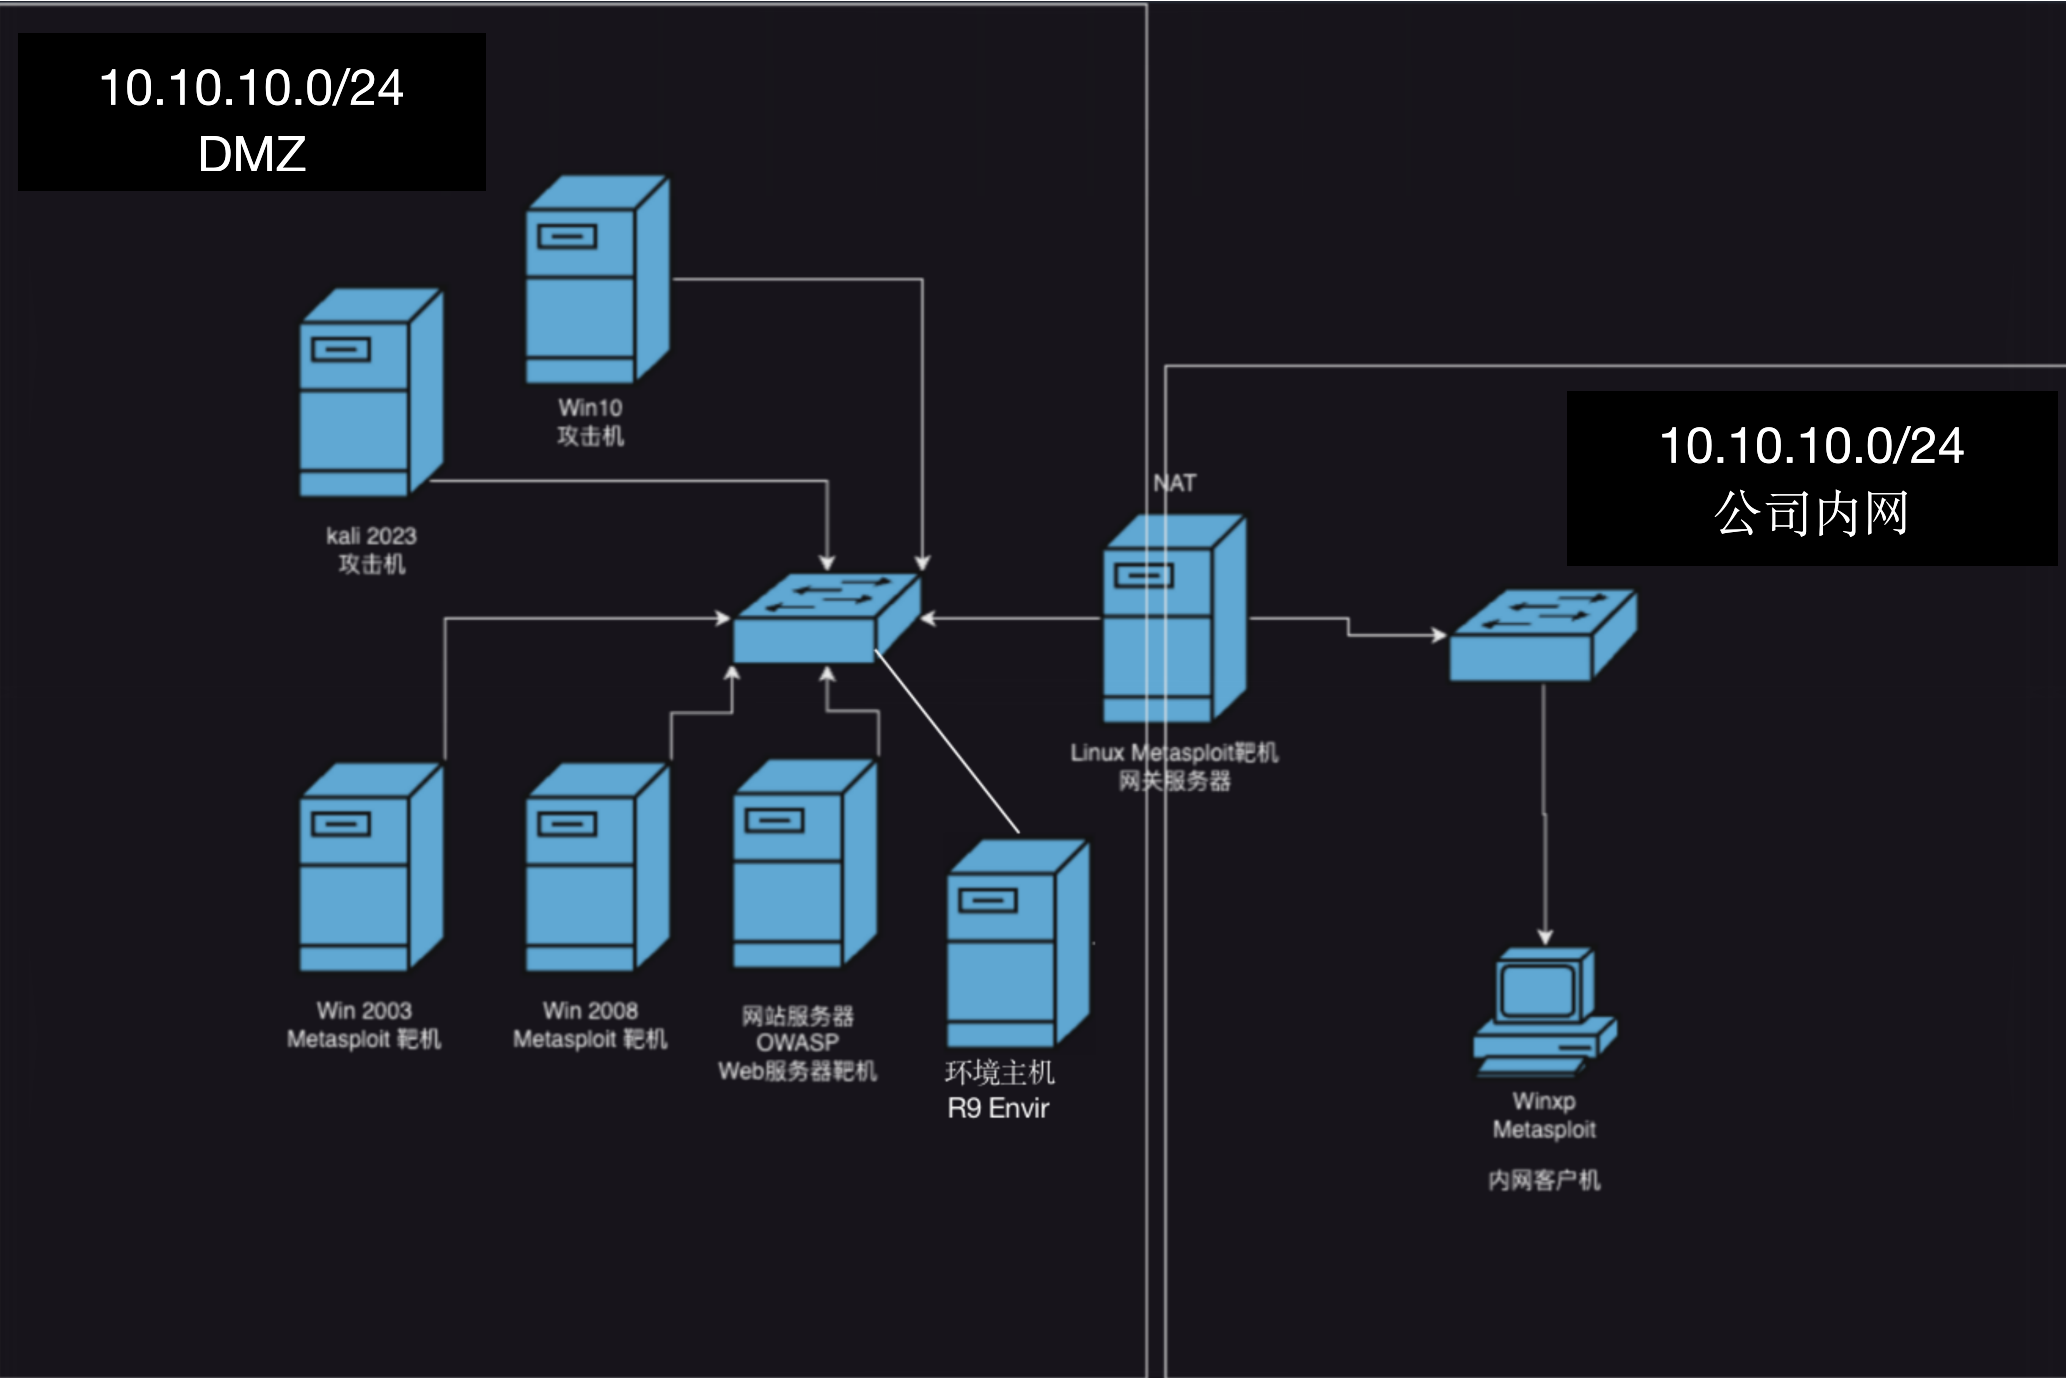 10.10.10.0/24
DMZ
Win10
攻击机
kali 2023
攻击机
NAT
10.10.10.0/24
公司内网
Linux Metasploit靶机
网关服务器
Win 2003
Metasploit 靶机
Win 2008
Metasploit 靶机
网站服务器
OWASP
Web服务器靶机
环境主机
R9 Envir
Winxp
Metasploit
内网客户机